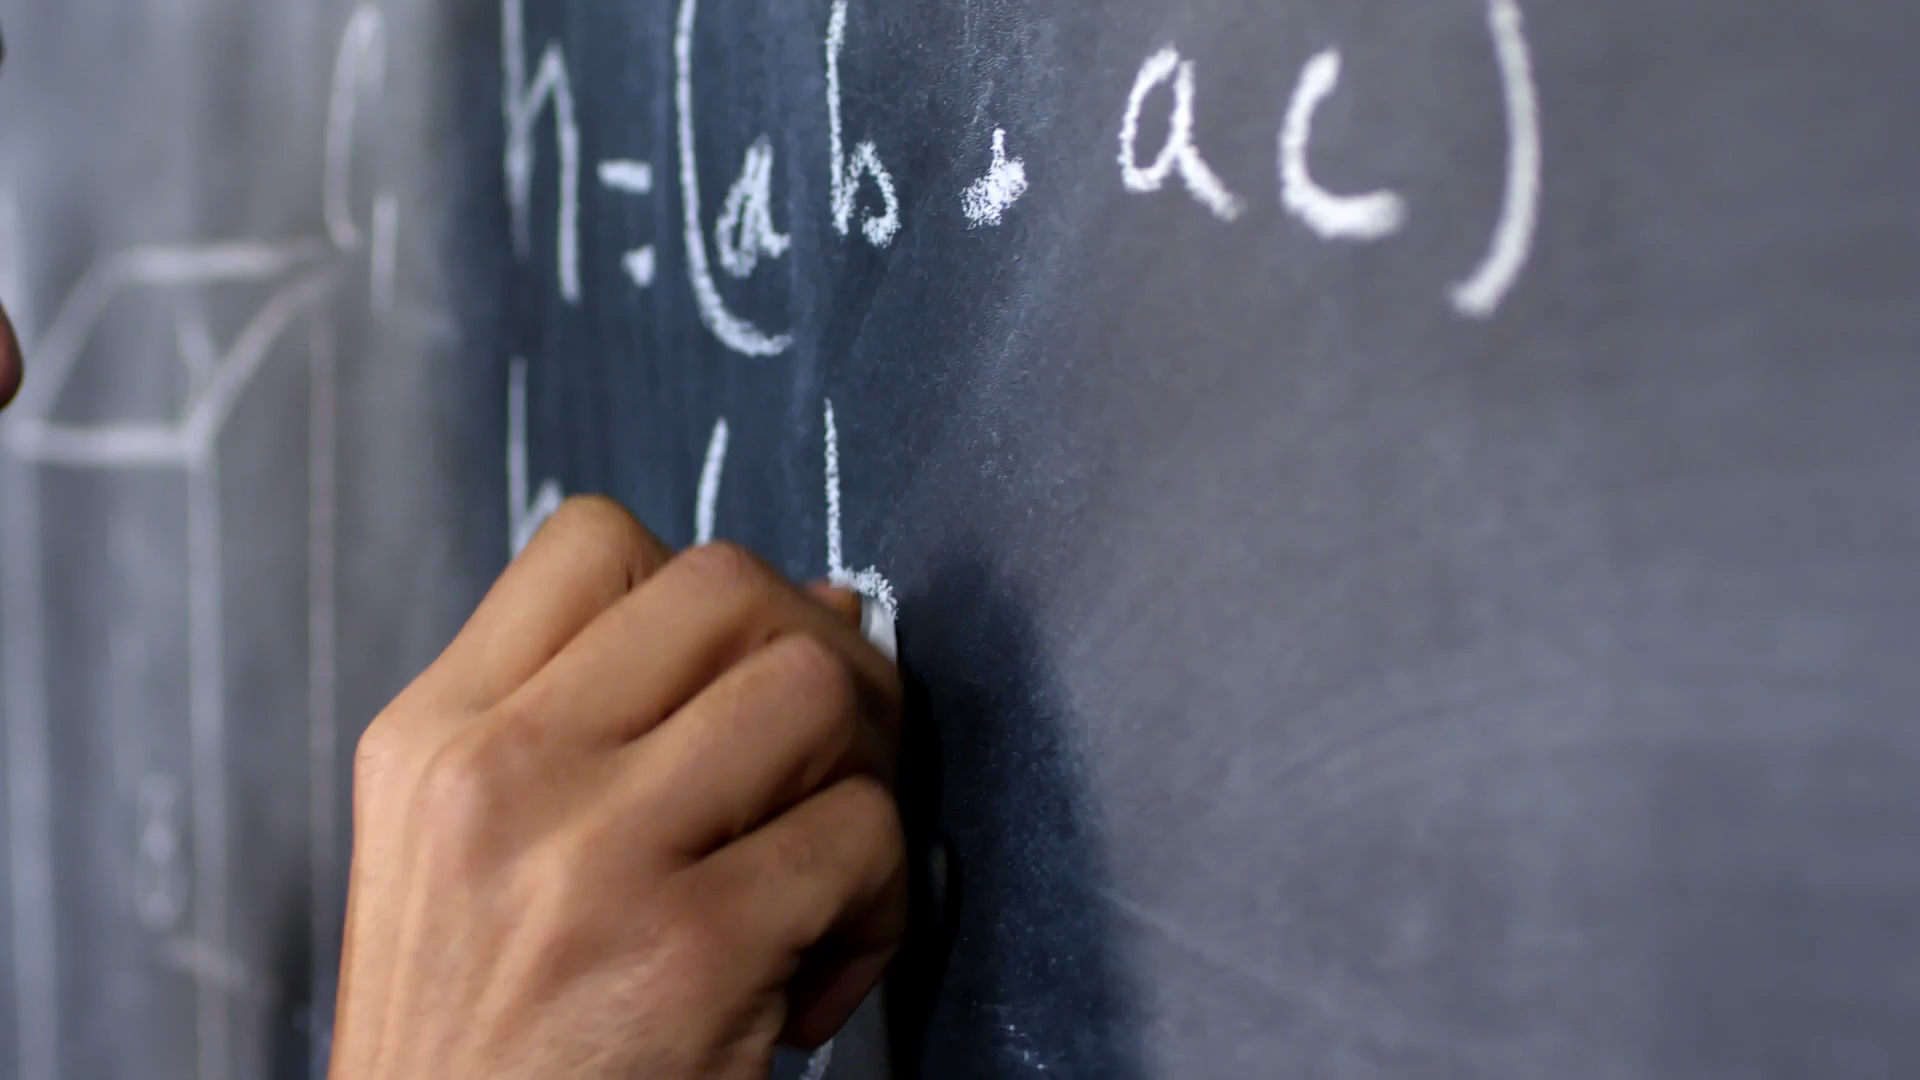 h = (ab · ac)
h (b